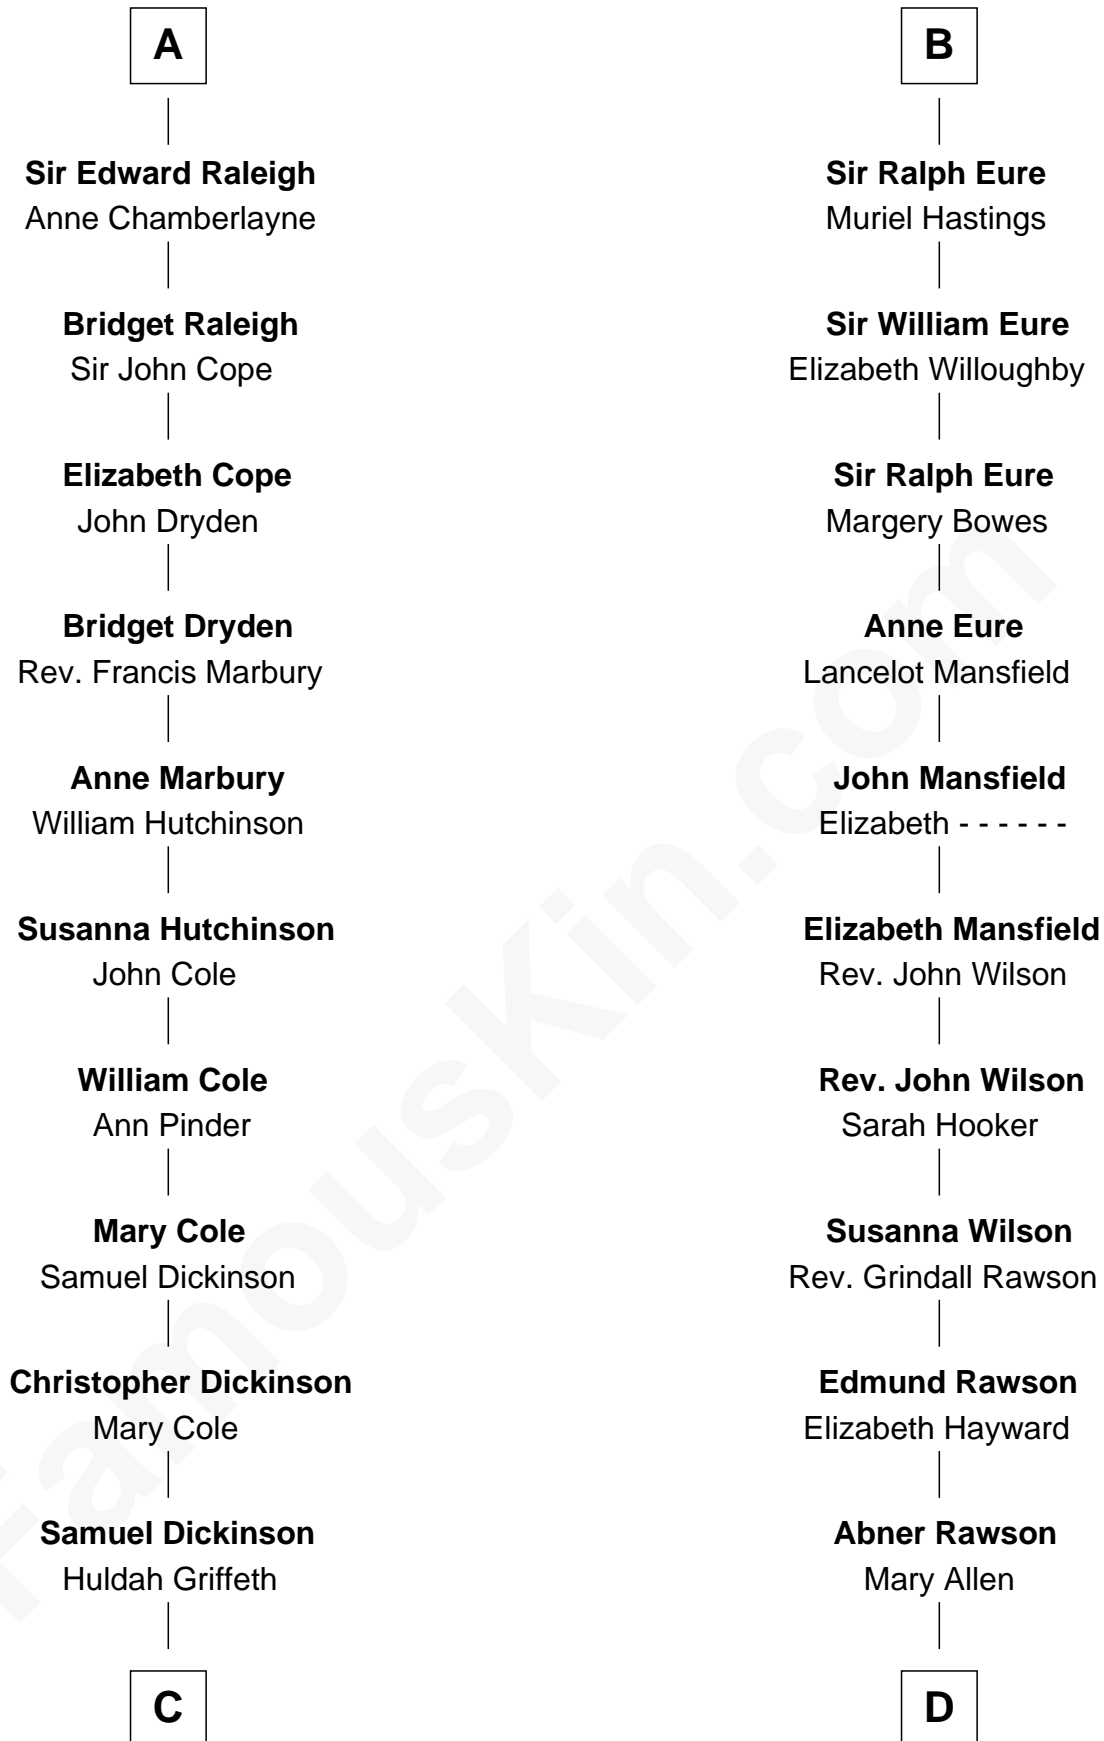 A
Sir Edward Raleigh
Anne Chamberlayne
Bridget Raleigh
Sir John Cope
Elizabeth Cope
John Dryden
Bridget Dryden
Rev. Francis Marbury
Anne Marbury
William Hutchinson
Susanna Hutchinson
John Cole
William Cole
Ann Pinder
Mary Cole
Samuel Dickinson
Christopher Dickinson
Mary Cole
Samuel Dickinson
Huldah Griffeth
C
B
Sir Ralph Eure
Muriel Hastings
Sir William Eure
Elizabeth Willoughby
Sir Ralph Eure
Margery Bowes
Anne Eure
Lancelot Mansfield
John Mansfield
Elizabeth - - - - - -
Elizabeth Mansfield
Rev. John Wilson
Rev. John Wilson
Sarah Hooker
Susanna Wilson
Rev. Grindall Rawson
Edmund Rawson
Elizabeth Hayward
Abner Rawson
Mary Allen
D
FamousKin.com